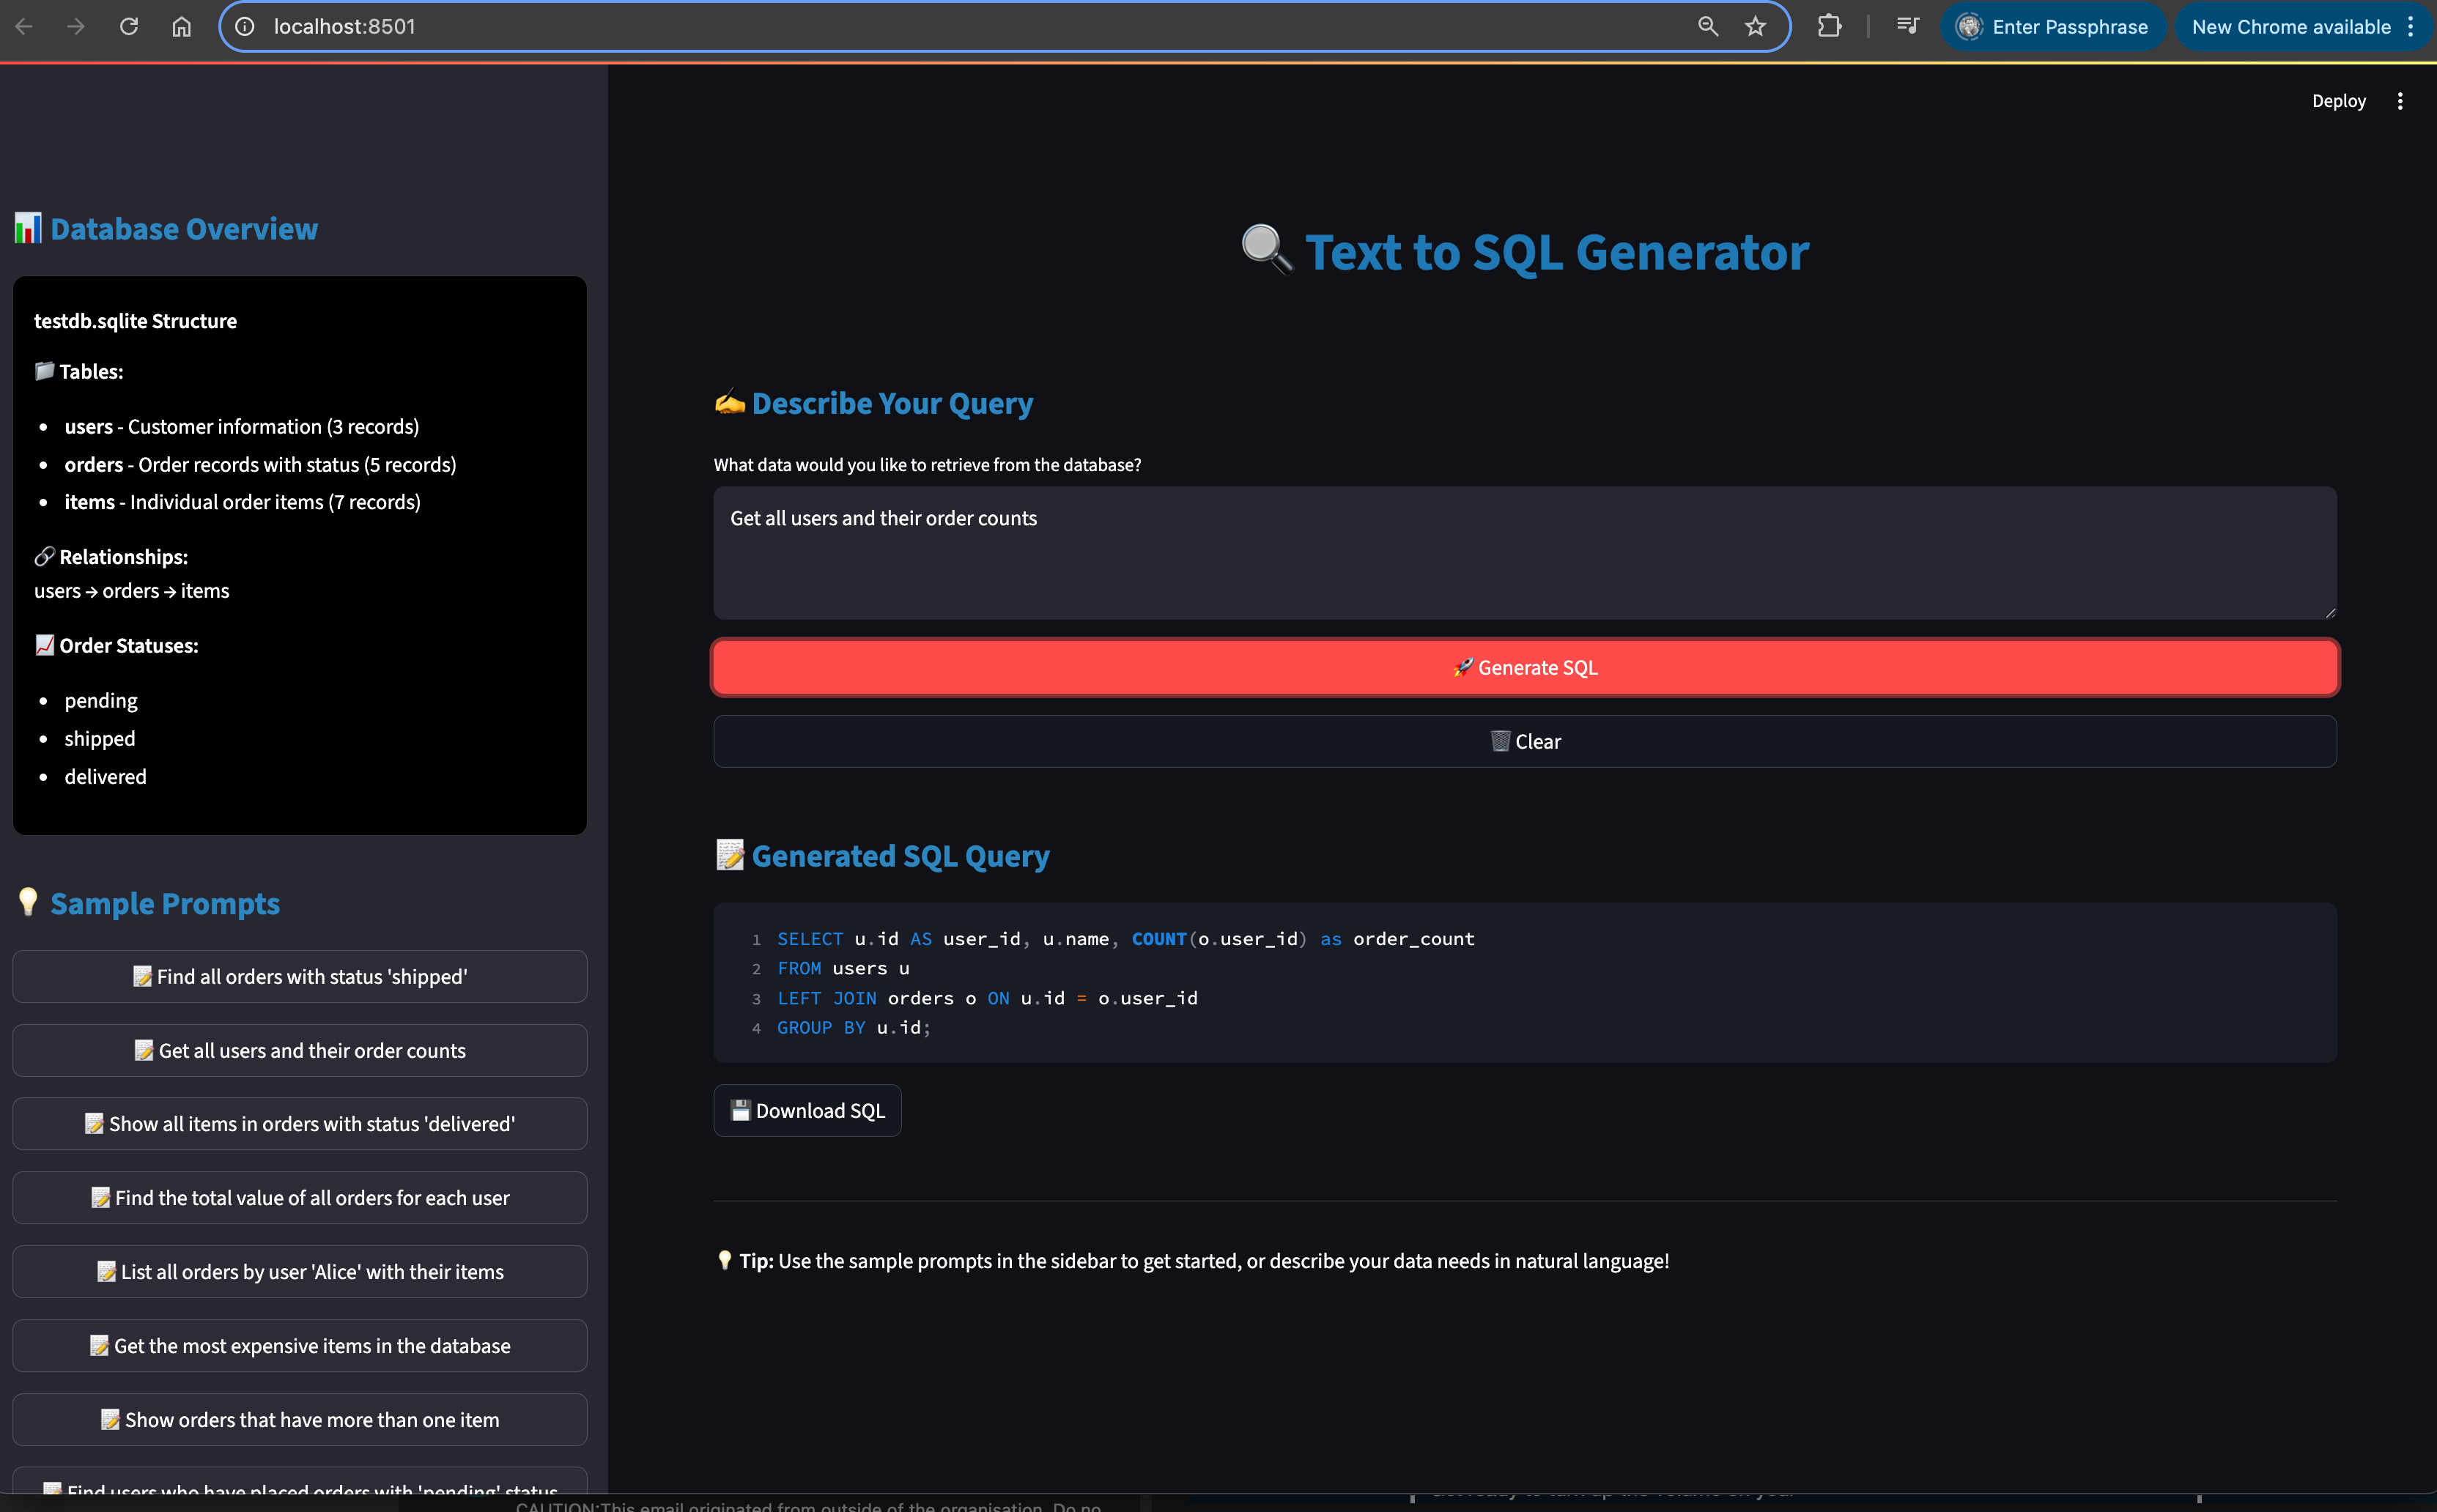 localhost:8501
Enter Passphrase
New Chrome available
Deploy
Database Overview
testdb.sqlite Structure
Tables:
users - Customer information (3 records)
orders - Order records with status (5 records)
items - Individual order items (7 records)
Relationships:
users → orders → items
Order Statuses:
pending
shipped
delivered
Sample Prompts
Find all orders with status 'shipped'
Get all users and their order counts
Show all items in orders with status 'delivered'
Find the total value of all orders for each user
List all orders by user 'Alice' with their items
Get the most expensive items in the database
Show orders that have more than one item
Find users who have placed orders with 'pending' status
Text to SQL Generator
Describe Your Query
What data would you like to retrieve from the database?
Get all users and their order counts
Generate SQL
Clear
Generated SQL Query
1 SELECT u.id AS user_id, u.name, COUNT(o.user_id) as order_count
2 FROM users u
3 LEFT JOIN orders o ON u.id = o.user_id
4 GROUP BY u.id;
Download SQL
Tip: Use the sample prompts in the sidebar to get started, or describe your data needs in natural language!
CAUTION:This email originated from outside of the organisation. Do no